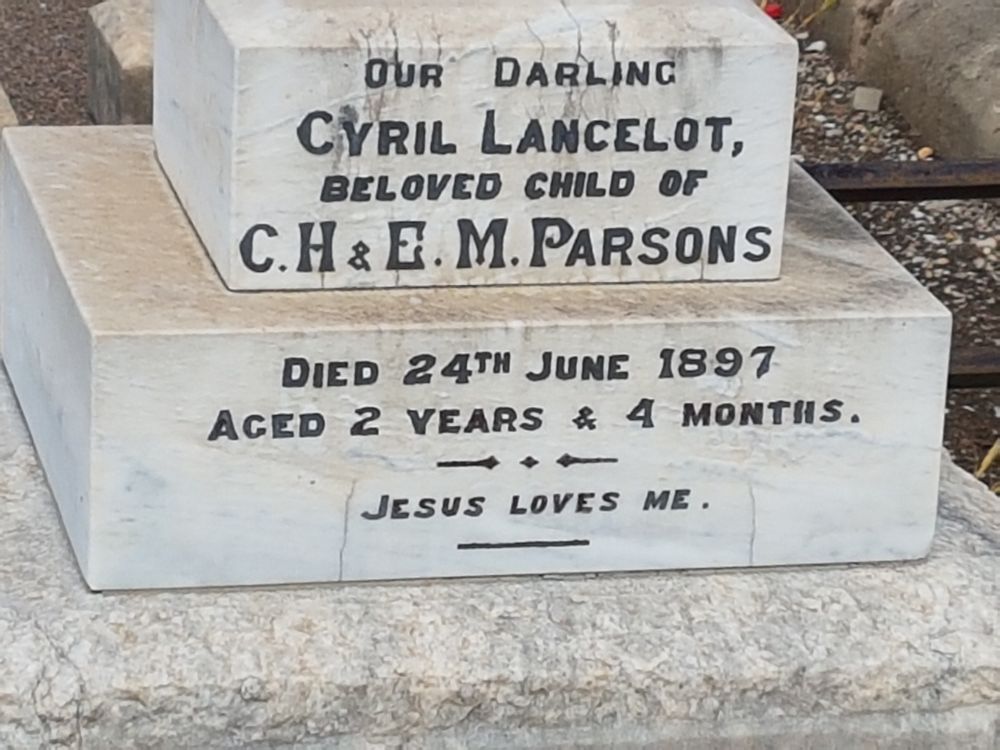 OUR DARLING
CYRIL LANCELOT,
BELOVED CHILD OF
C. H & E. M. PARSONS
DIED 24TH JUNE 1897
AGED 2 YEARS & 4 MONTHS.
JESUS LOVES ME.